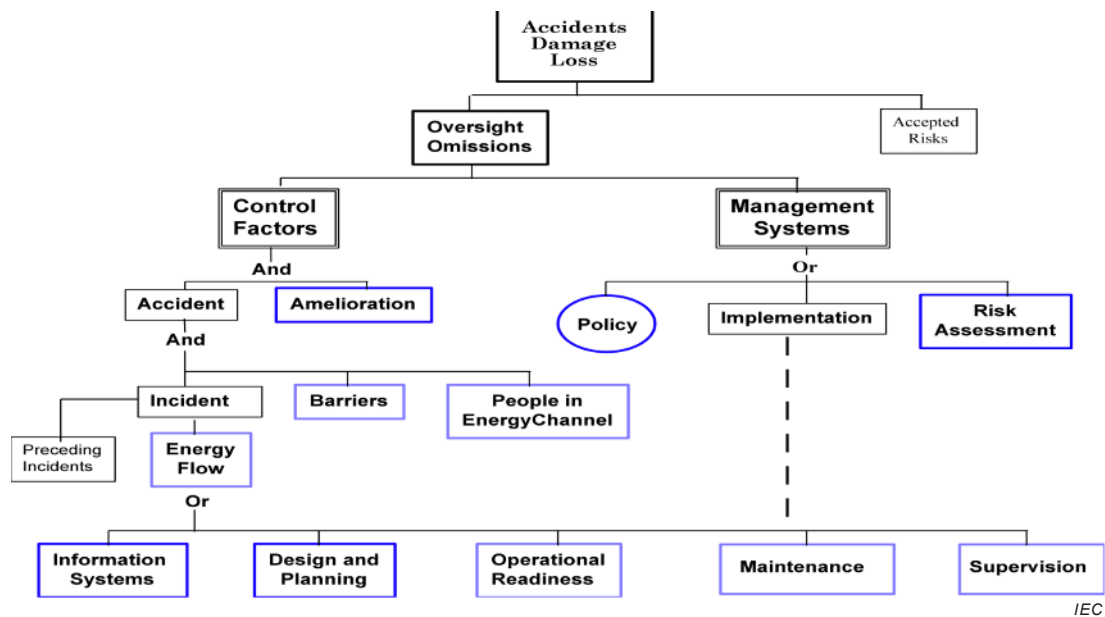 Accidents
Damage
Loss
Oversight
Omissions
Accepted
Risks
Control
Factors
Management
Systems
And
Or
Accident
Amelioration
Policy
Implementation
Risk
Assessment
And
Incident
Barriers
People in
EnergyChannel
Preceding
Incidents
Energy
Flow
Or
Information
Systems
Design and
Planning
Operational
Readiness
Maintenance
Supervision
IEC